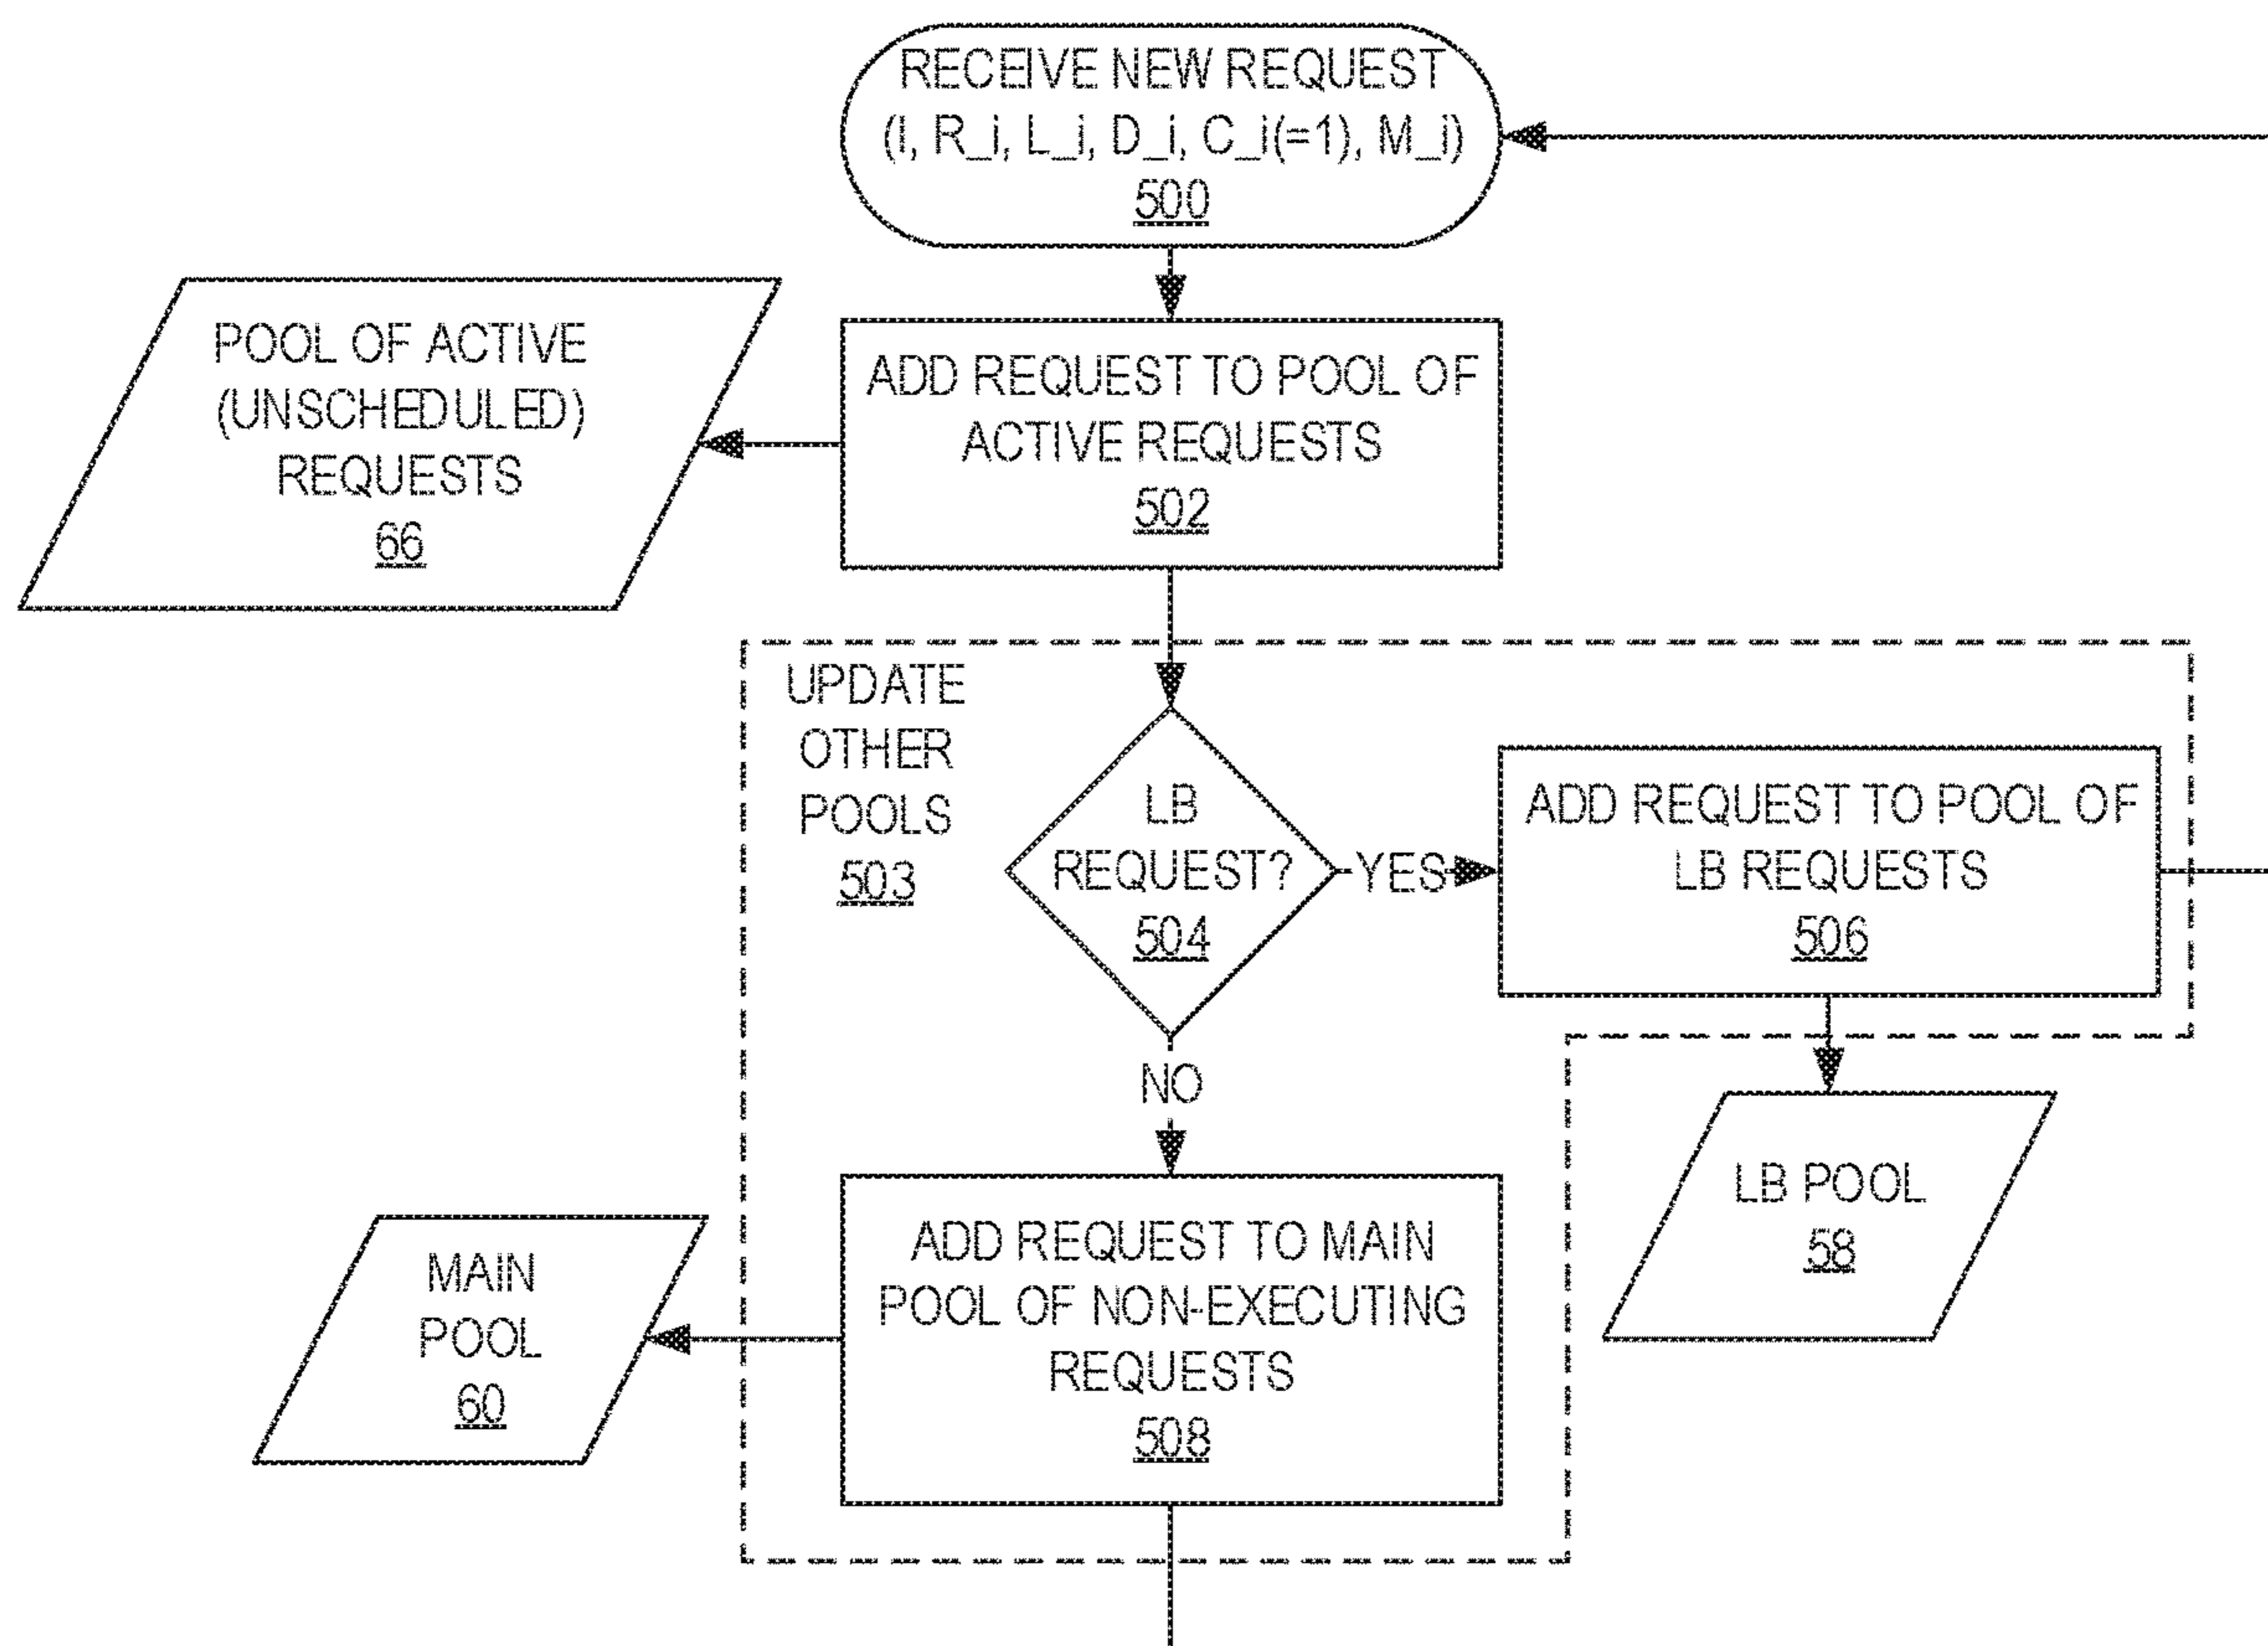 RECEIVE NEW REQUEST
(I, R_i, L_i, D_i, C_i(=1), M_i)
500
POOL OF ACTIVE
(UNSCHEDULED)
REQUESTS
66
ADD REQUEST TO POOL OF
ACTIVE REQUESTS
502
UPDATE
OTHER
POOLS
503
LB
REQUEST?
504
YES
ADD REQUEST TO POOL OF
LB REQUESTS
506
NO
LB POOL
58
MAIN
POOL
60
ADD REQUEST TO MAIN
POOL OF NON-EXECUTING
REQUESTS
508